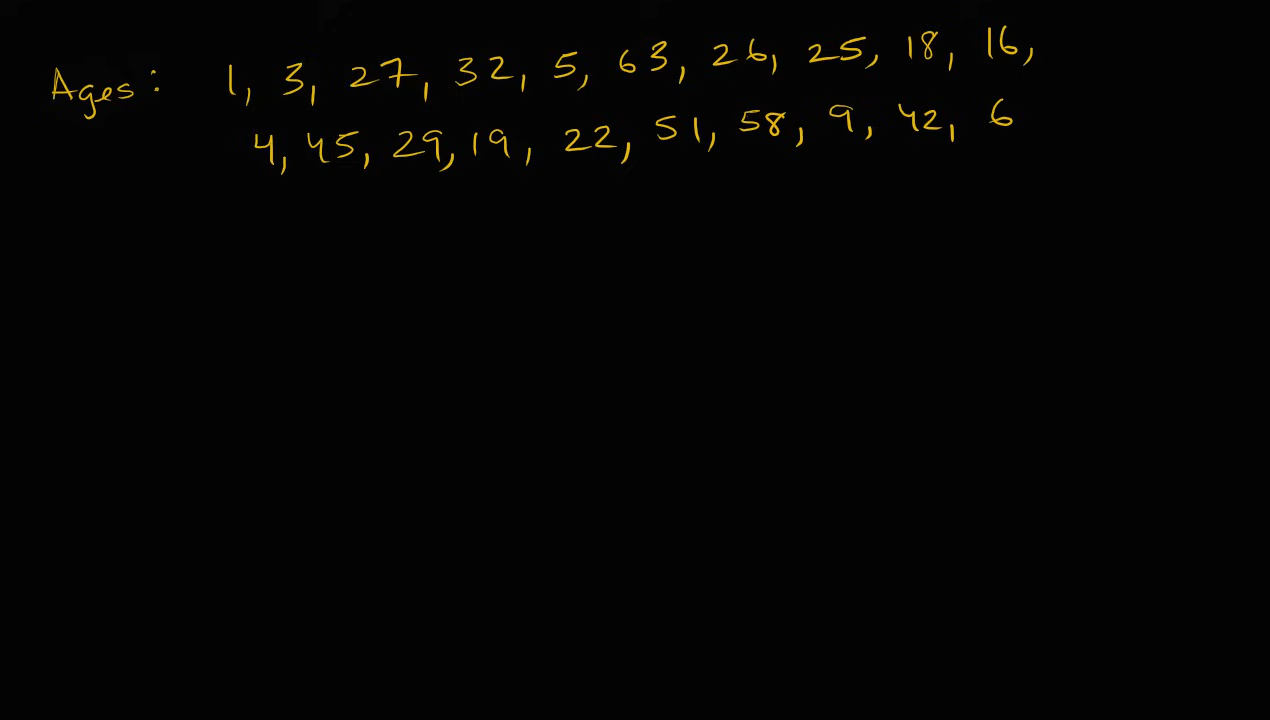 Ages: 1, 3, 27, 32, 5, 63, 26, 25, 18, 16,
4, 45, 29, 19, 22, 51, 58, 9, 42, 6